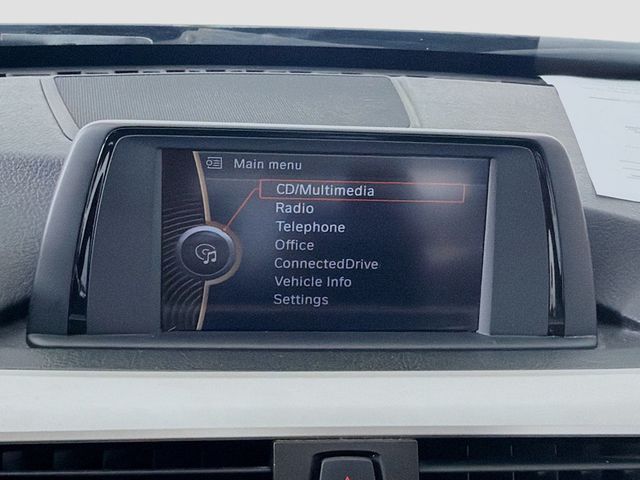 Main menu
CD/Multimedia
Radio
Telephone
Office
ConnectedDrive
Vehicle Info
Settings